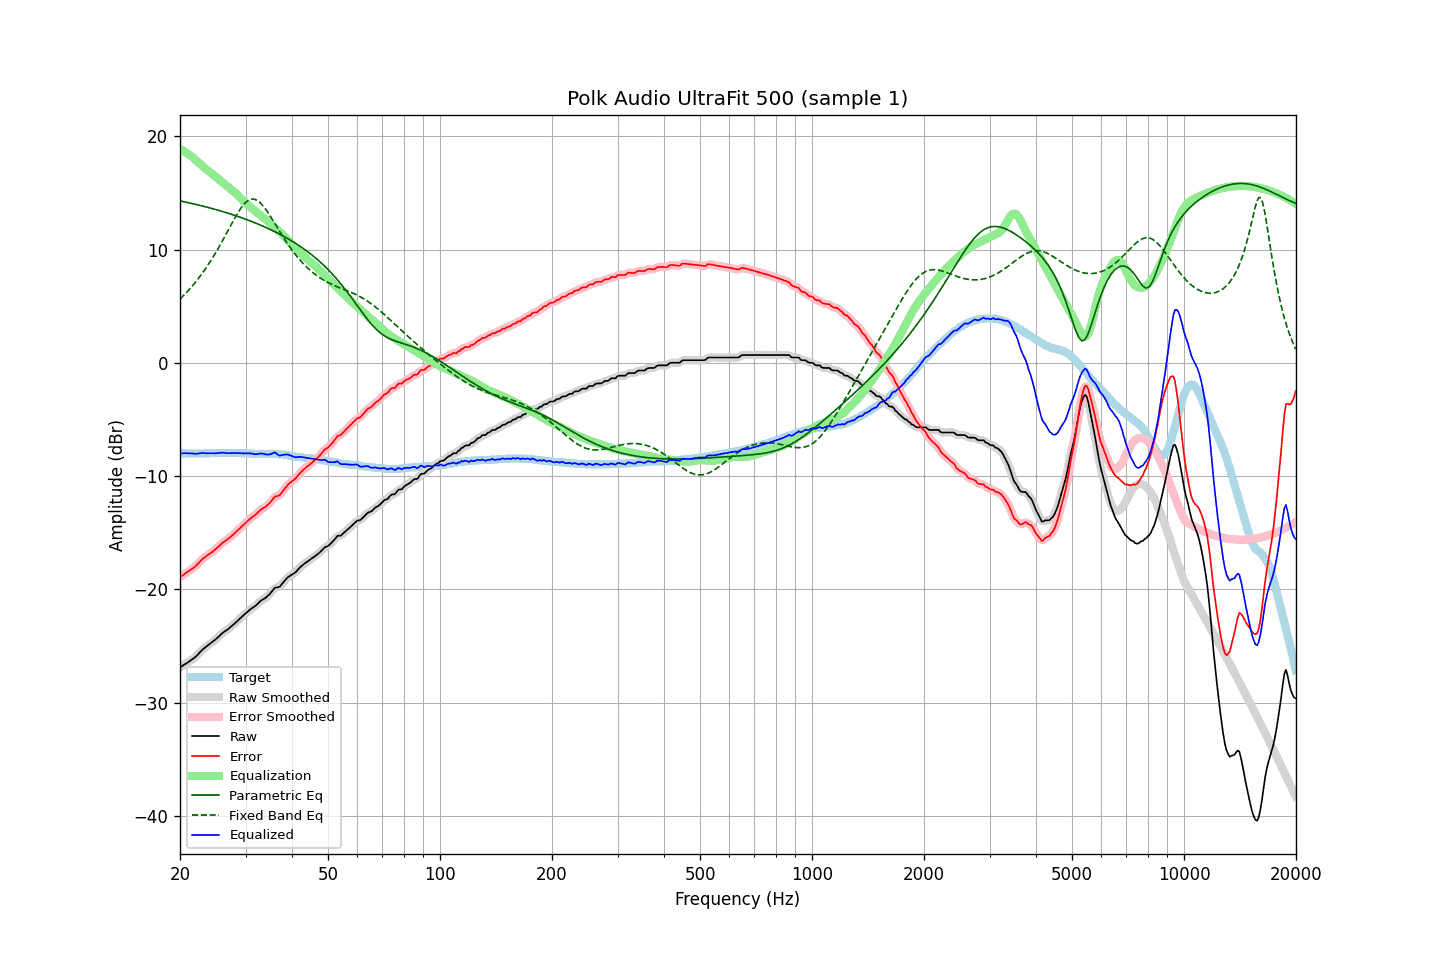 Polk Audio UltraFit 500 (sample 1)
Amplitude (dBr)
20
10
0
−10
−20
−30
−40
Target
Raw Smoothed
Error Smoothed
Raw
Error
Equalization
Parametric Eq
Fixed Band Eq
Equalized
20 50 100 200 500 1000 2000 5000 10000 20000
Frequency (Hz)